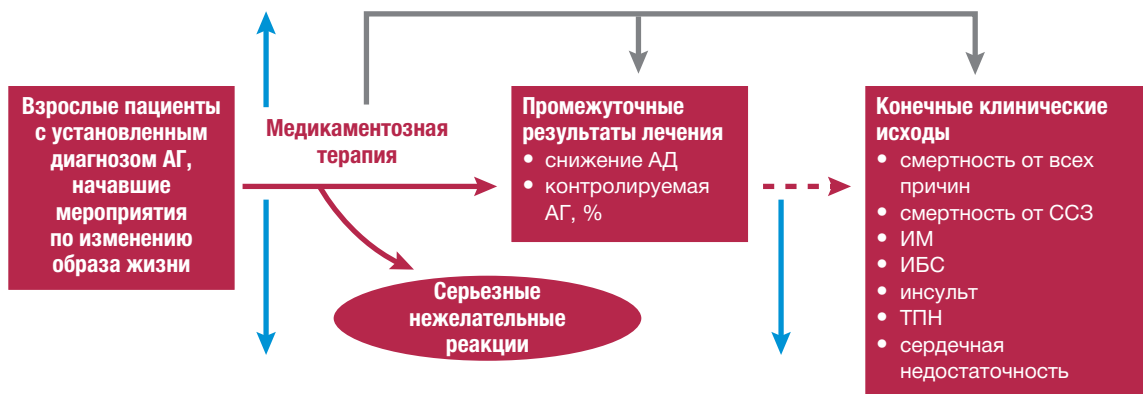 Взрослые пациенты
с установленным
диагнозом АГ,
начавшие
мероприятия
по изменению
образа жизни
Медикаментозная
терапия
Серьезные
нежелательные
реакции
Промежуточные
результаты лечения
• снижение АД
• контролируемая
АГ, %
Конечные клинические
исходы
• смертность от всех
причин
• смертность от ССЗ
• ИМ
• ИБС
• инсульт
• ТПН
• сердечная
недостаточность